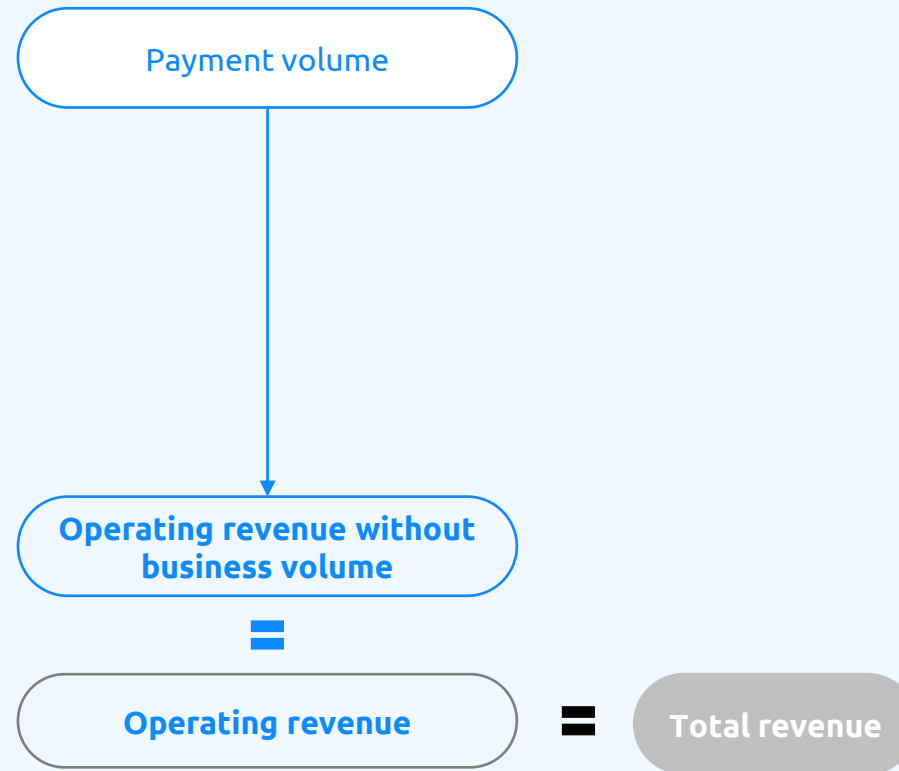 Payment volume
Operating revenue without
business volume
=
Operating revenue
=
Total revenue